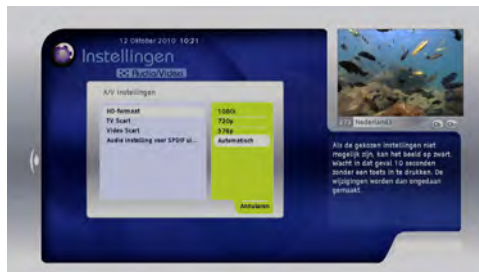 12 Oktober 2010 10:21
Instellingen
Audio/Video
A/V instellingen
HD-formaat
TV Scart
Video Scart
Audio instelling voor SPDIF ui...
1080i
720p
576p
Automatisch
Annuleren
Nederland3
Als de gekozen instellingen niet
mogelijk zijn, kan het beeld op zwart.
Wacht in dat geval 10 seconden
zonder een toets in te drukken. De
wijzigingen worden dan ongedaan
gemaakt.